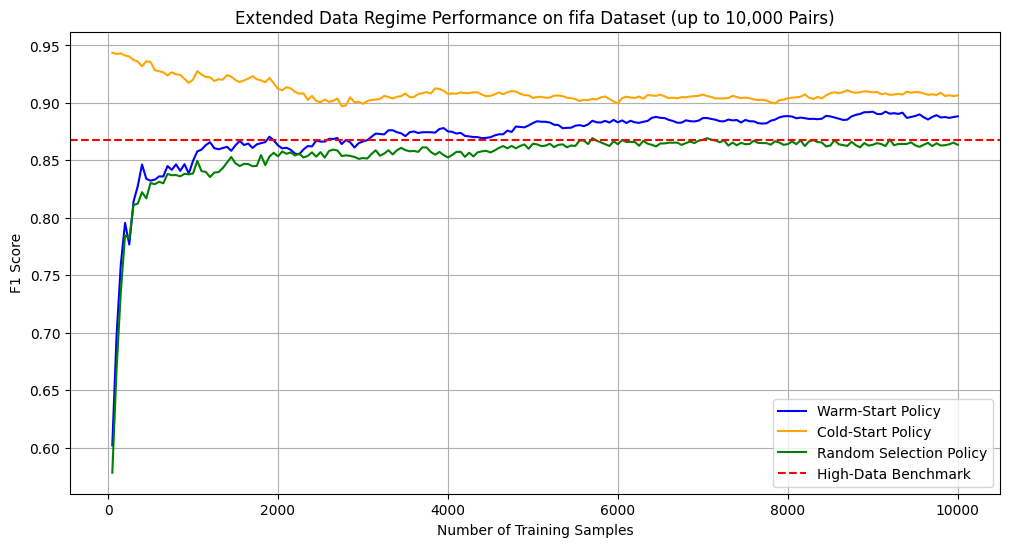 Extended Data Regime Performance on fifa Dataset (up to 10,000 Pairs)
F1 Score
0.95
0.90
0.85
0.80
0.75
0.70
0.65
0.60
0
2000
4000
6000
8000
10000
Number of Training Samples
Warm-Start Policy
Cold-Start Policy
Random Selection Policy
High-Data Benchmark